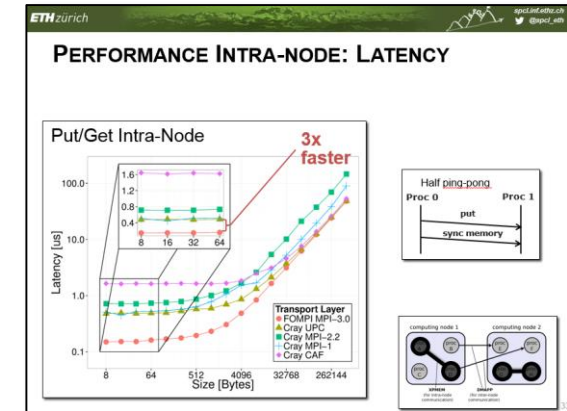 ETH zürich
spcl.inf.ethz.ch
@spcl_eth
PERFORMANCE INTRA-NODE: LATENCY
Put/Get Intra-Node
3x
faster
1.6
1.2
0.8
0.4
8 16 32 64
100.0
10.0
1.0
0.1
Latency [us]
Transport Layer
FOMPI MPI-3.0
Cray UPC
Cray MPI-2.2
Cray MPI-1
Cray CAF
8 64 512 4096 32768 262144
Size [Bytes]
Half ping-pong
Proc 0 Proc 1
put
sync memory
computing node 1 computing node 2
XPMEM
DMAPP